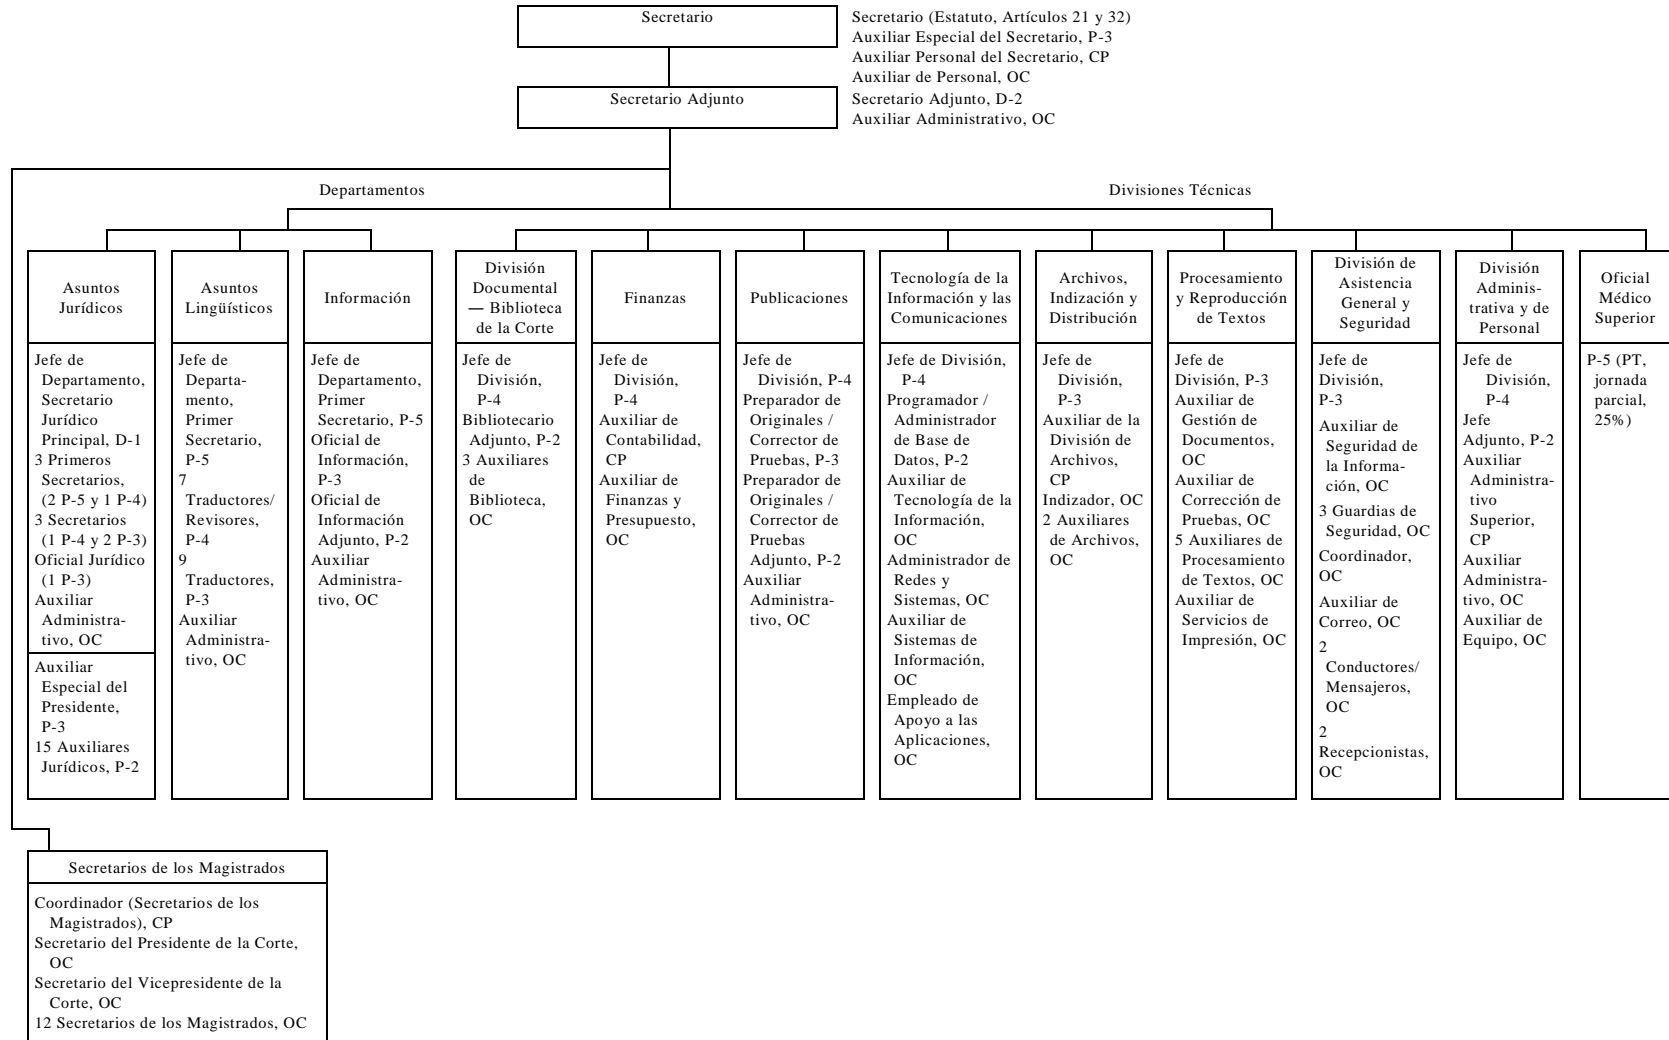 Secretario
Secretario (Estatuto, Artículos 21 y 32)
Auxiliar Especial del Secretario, P-3
Auxiliar Personal del Secretario, CP
Auxiliar de Personal, OC
Secretario Adjunto
Secretario Adjunto, D-2
Auxiliar Administrativo, OC
Departamentos
Divisiones Técnicas
Asuntos
Jurídicos
Jefe de
Departamento,
Secretario
Jurídico
Principal, D-1
3 Primeros
Secretarios,
(2 P-5 y 1 P-4)
3 Secretarios
(1 P-4 y 2 P-3)
Oficial Jurídico
(1 P-3)
Auxiliar
Administra-
tivo, OC
Auxiliar
Especial del
Presidente,
P-3
15 Auxiliares
Jurídicos, P-2
Asuntos
Lingüísticos
Jefe de
Departa-
mento,
Primer
Secretario,
P-5
7
Traductores/
Revisores,
P-4
9
Traductores,
P-3
Auxiliar
Administra-
tivo, OC
Información
Jefe de
Departamento,
Primer
Secretario, P-5
Oficial de
Información,
P-3
Oficial de
Información
Adjunto, P-2
Auxiliar
Administra-
tivo, OC
División
Documental
— Biblioteca
de la Corte
Jefe de
División,
P-4
Bibliotecario
Adjunto, P-2
3 Auxiliares
de
Biblioteca,
OC
Finanzas
Jefe de
División,
P-4
Auxiliar de
Contabilidad,
CP
Auxiliar de
Finanzas y
Presupuesto,
OC
Publicaciones
Jefe de
División, P-4
Preparador de
Originales /
Corrector de
Pruebas, P-3
Preparador de
Originales /
Corrector de
Pruebas
Adjunto, P-2
Auxiliar
Administra-
tivo, OC
Tecnología de la
Información y las
Comunicaciones
Jefe de División,
P-4
Programador /
Administrador
de Base de
Datos, P-2
Auxiliar de
Tecnología de la
Información,
OC
Administrador de
Redes y
Sistemas, OC
Auxiliar de
Sistemas de
Información,
OC
Empleado de
Apoyo a las
Aplicaciones,
OC
Archivos,
Indización y
Distribución
Jefe de
División,
P-3
Auxiliar de la
División de
Archivos,
CP
Indizador, OC
2 Auxiliares
de Archivos,
OC
Procesamiento
y Reproducción
de Textos
Jefe de
División, P-3
Auxiliar de
Gestión de
Documentos,
OC
Auxiliar de
Corrección de
Pruebas, OC
5 Auxiliares de
Procesamiento
de Textos, OC
Auxiliar de
Servicios de
Impresión, OC
División de
Asistencia
General y
Seguridad
Jefe de
División,
P-3
Auxiliar de
Seguridad de
la Informa-
ción, OC
3 Guardias de
Seguridad, OC
Coordinador,
OC
Auxiliar de
Correo, OC
2
Conductores/
Mensajeros,
OC
2
Recepcionistas,
OC
División
Adminis-
trativa y de
Personal
Jefe de
División,
P-4
Jefe
Adjunto, P-2
Auxiliar
Administra-
tivo
Superior,
CP
Auxiliar
Administra-
tivo, OC
Auxiliar de
Equipo, OC
Oficial
Médico
Superior
P-5 (PT,
jornada
parcial,
25%)
Secretarios de los Magistrados
Coordinador (Secretarios de los
Magistrados), CP
Secretario del Presidente de la Corte,
OC
Secretario del Vicepresidente de la
Corte, OC
12 Secretarios de los Magistrados, OC